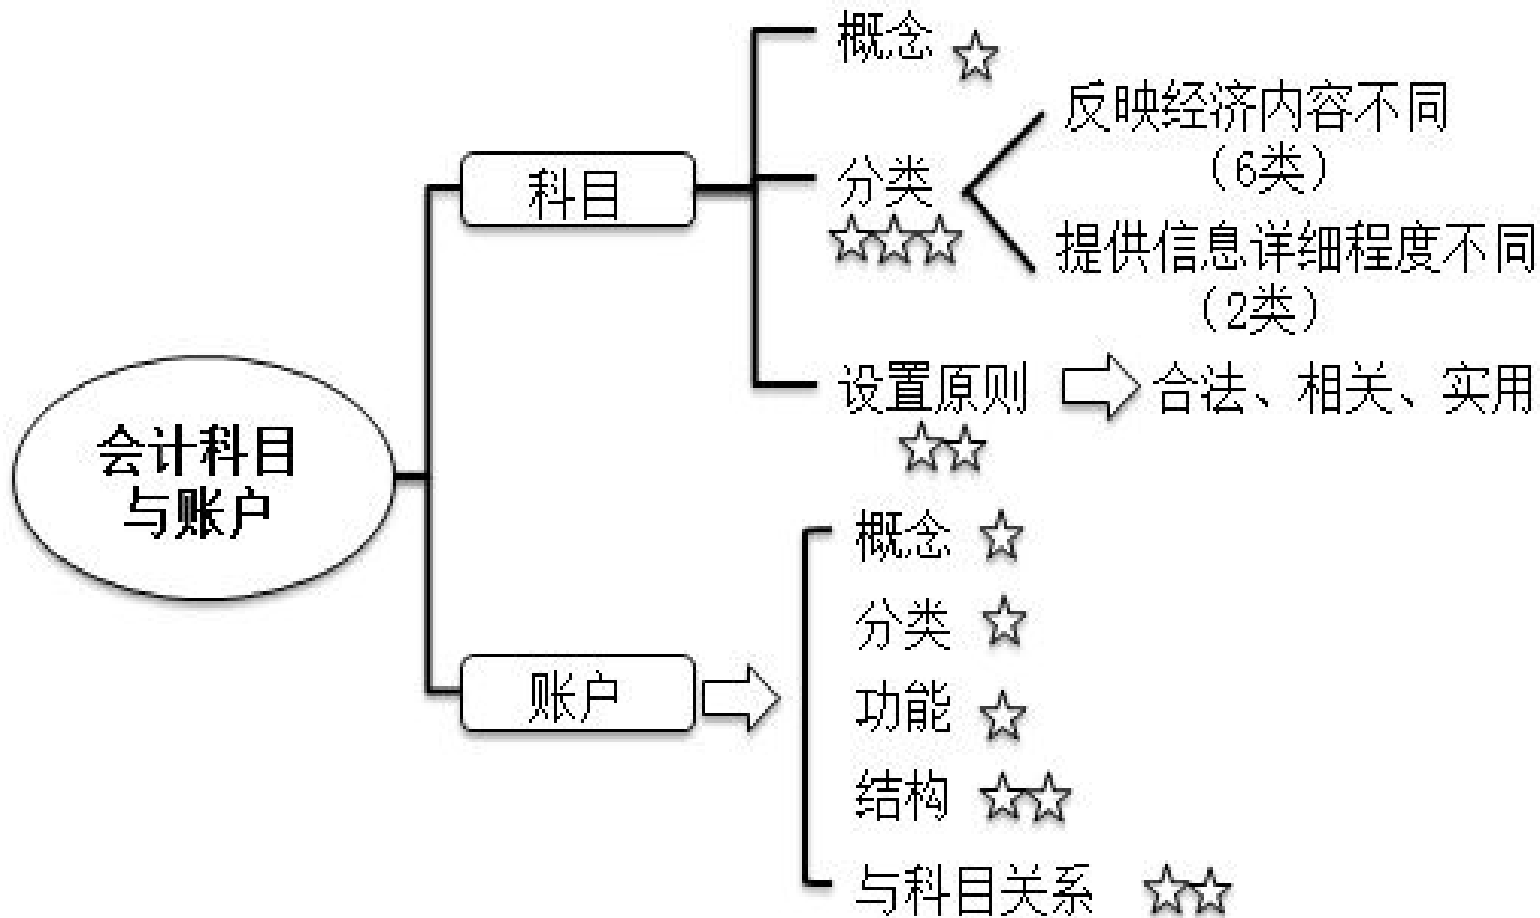 会计科目
与账户
科目
概念 ☆
分类
☆☆☆
反映经济内容不同
（6类）
提供信息详细程度不同
（2类）
设置原则
☆☆
合法、相关、实用
账户
概念 ☆
分类 ☆
功能 ☆
结构 ☆☆
与科目关系 ☆☆